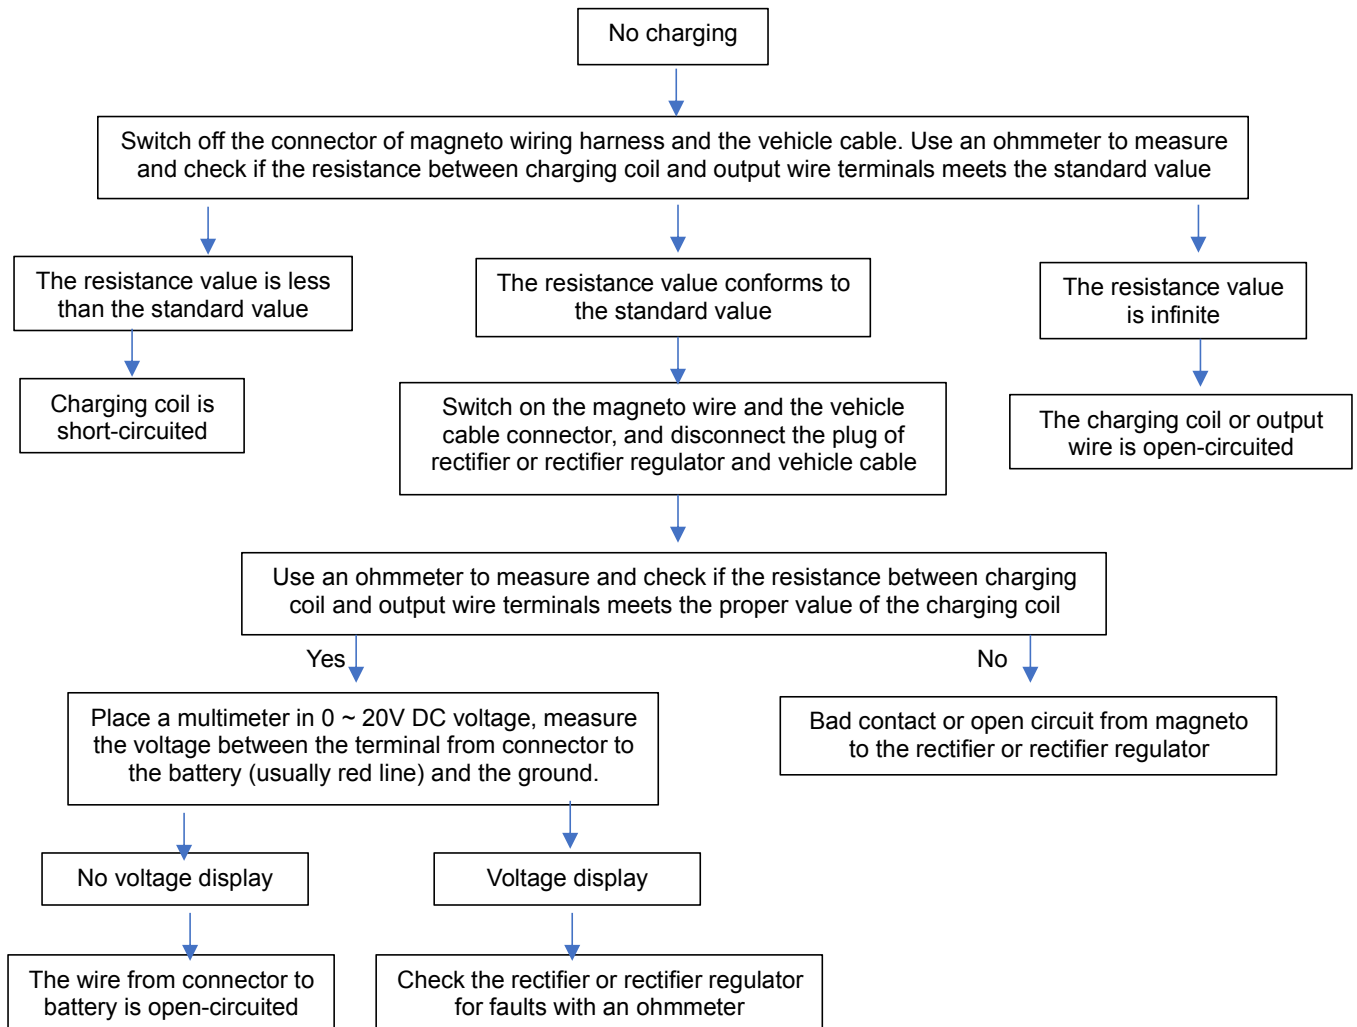 No charging
Switch off the connector of magneto wiring harness and the vehicle cable. Use an ohmmeter to measure
and check if the resistance between charging coil and output wire terminals meets the standard value
The resistance value is less
than the standard value
The resistance value conforms to
the standard value
The resistance value
is infinite
Charging coil is
short-circuited
Switch on the magneto wire and the vehicle
cable connector, and disconnect the plug of
rectifier or rectifier regulator and vehicle cable
The charging coil or output
wire is open-circuited
Use an ohmmeter to measure and check if the resistance between charging
coil and output wire terminals meets the proper value of the charging coil
Yes
No
Place a multimeter in 0 ~ 20V DC voltage, measure
the voltage between the terminal from connector to
the battery (usually red line) and the ground.
Bad contact or open circuit from magneto
to the rectifier or rectifier regulator
No voltage display
Voltage display
The wire from connector to
battery is open-circuited
Check the rectifier or rectifier regulator
for faults with an ohmmeter